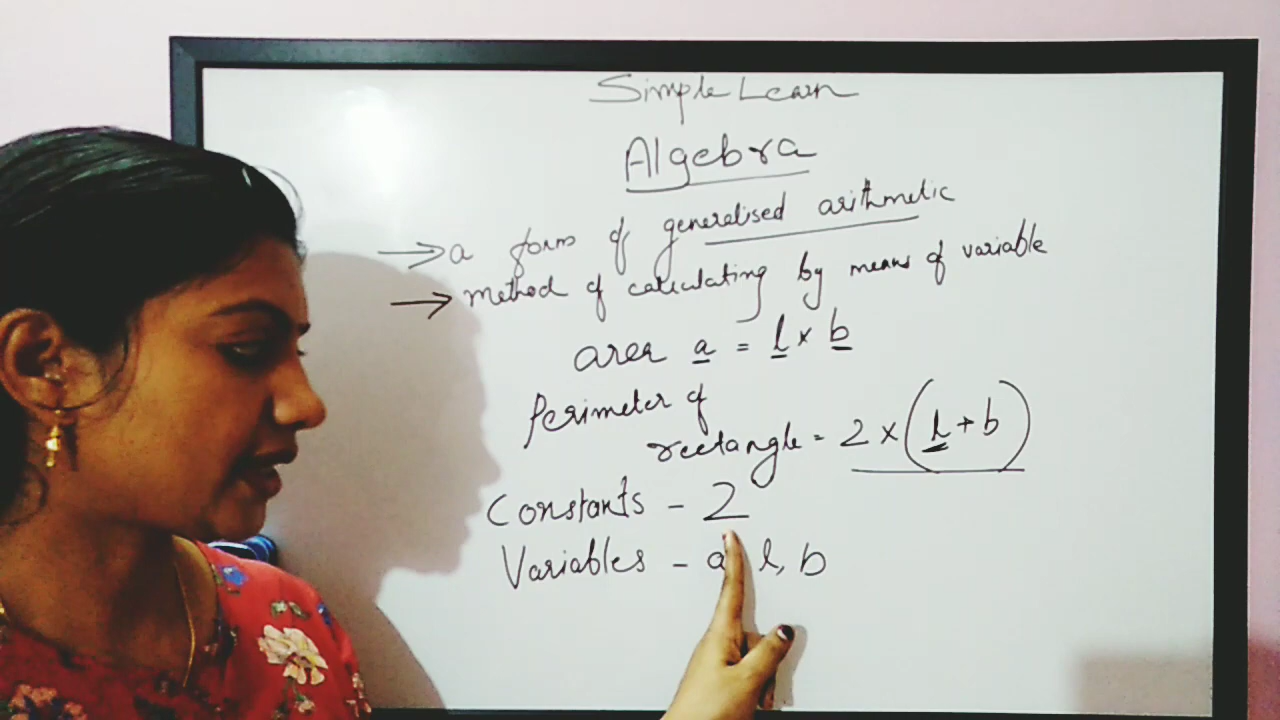 Simple Learn
Algebra
→ a form of generalised arithmetic
→ method of calculating by means of variable
area a = l × b
Perimeter of
rectangle = 2 × (l + b)
Constants - 2
Variables - a l, b